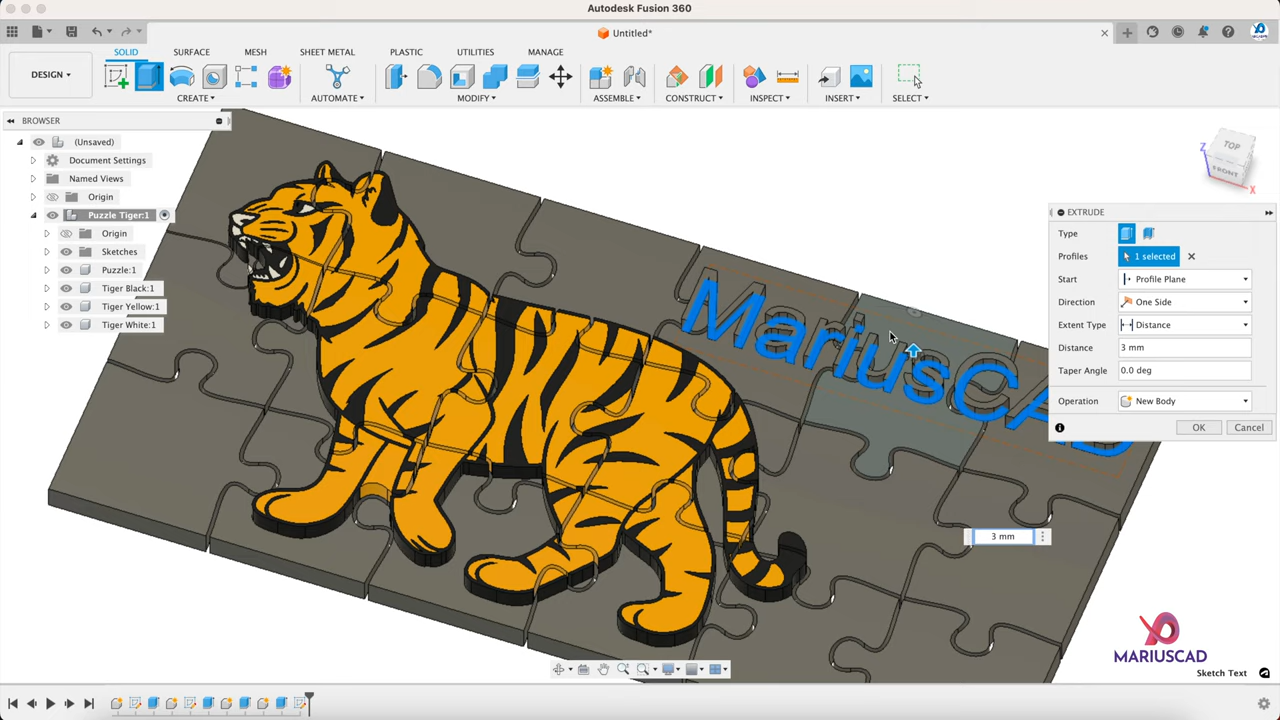 Autodesk Fusion 360
Untitled*
SOLID SURFACE MESH SHEET METAL PLASTIC UTILITIES MANAGE
DESIGN
CREATE AUTOMATE MODIFY ASSEMBLE CONSTRUCT INSPECT INSERT SELECT
BROWSER
(Unsaved)
Document Settings
Named Views
Origin
Puzzle Tiger:1
Origin
Sketches
Puzzle:1
Tiger Black:1
Tiger Yellow:1
Tiger White:1
MariusCAD
TOP
FRONT
Z
X
EXTRUDE
Type
Profiles 1 selected
Start Profile Plane
Direction One Side
Extent Type Distance
Distance 3 mm
Taper Angle 0.0 deg
Operation New Body
OK Cancel
3 mm
MARIUSCAD
Sketch Text